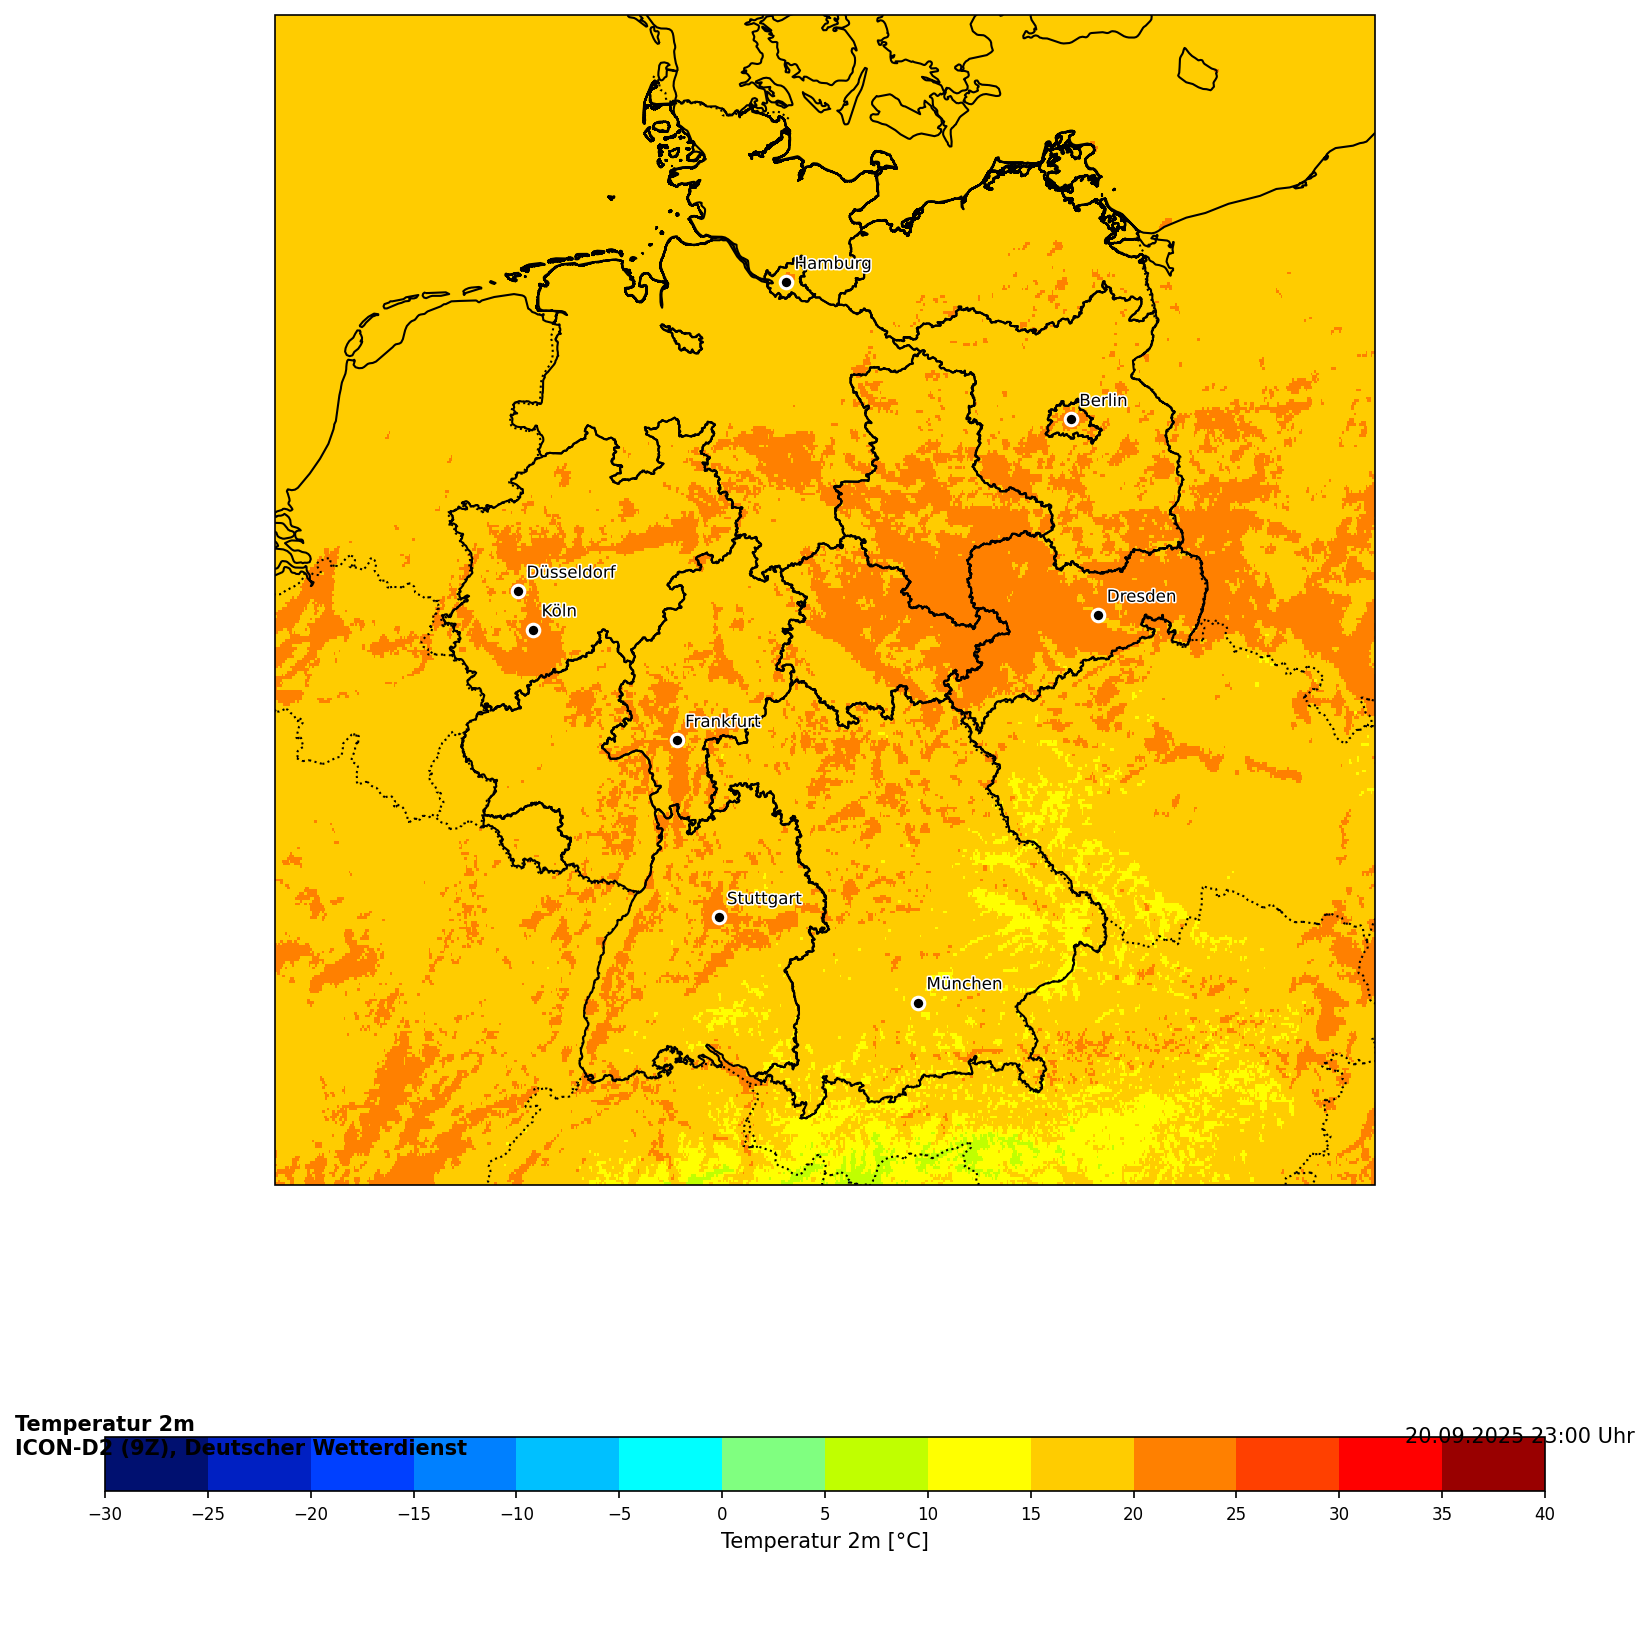 Hamburg
Berlin
Düsseldorf
Köln
Dresden
Frankfurt
Stuttgart
München
Temperatur 2m
ICON-D2 (9Z), Deutscher Wetterdienst
20.09.2025 23:00 Uhr
−30 −25 −20 −15 −10 −5 0 5 10 15 20 25 30 35 40
Temperatur 2m [°C]